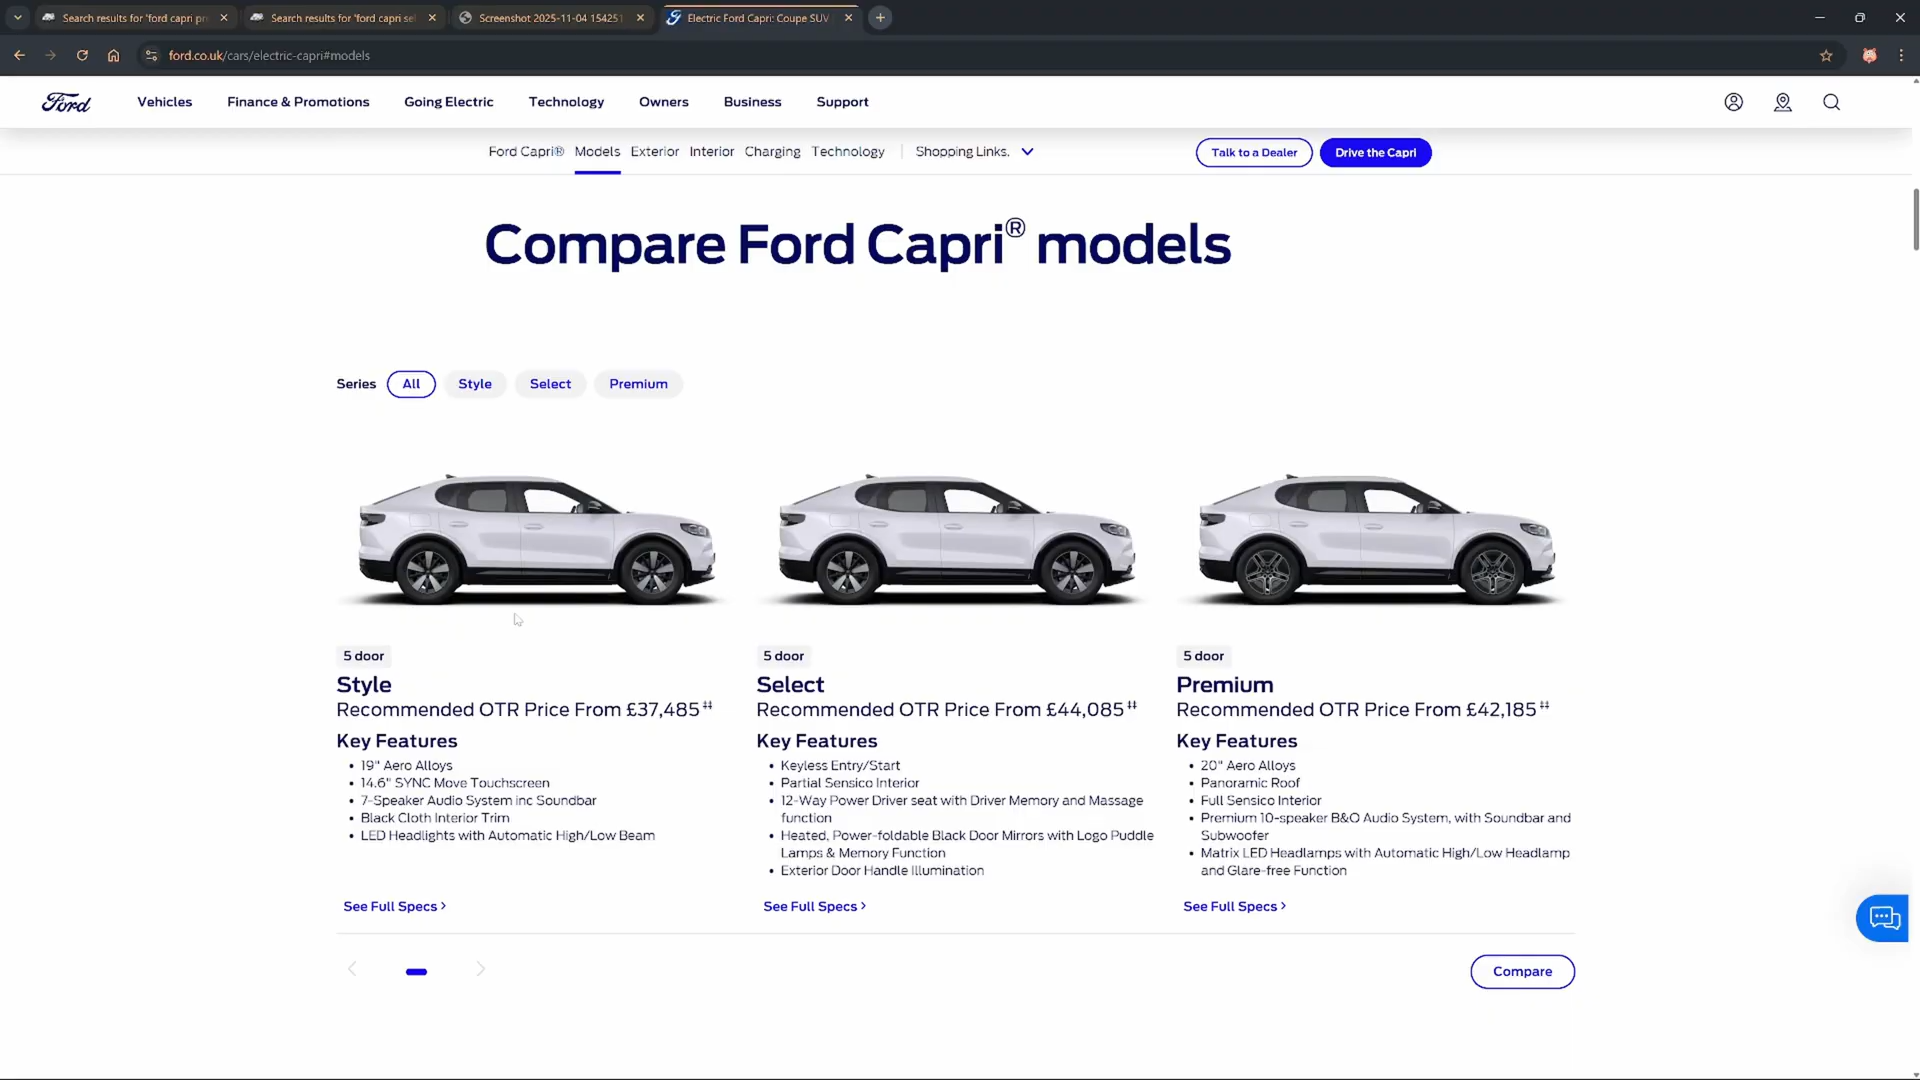 Search results for 'ford capri pr
Search results for 'ford capri sel
Screenshot 2025-11-04 154251
Electric Ford Capri: Coupe SUV
ford.co.uk/cars/electric-capri#models
Ford
Vehicles
Finance & Promotions
Going Electric
Technology
Owners
Business
Support
Ford Capri®
Models
Exterior
Interior
Charging
Technology
Shopping Links.
Talk to a Dealer
Drive the Capri
Compare Ford Capri® models
Series
All
Style
Select
Premium
5 door
Style
Recommended OTR Price From £37,485 ‡‡
Key Features
• 19" Aero Alloys
• 14.6" SYNC Move Touchscreen
• 7-Speaker Audio System inc Soundbar
• Black Cloth Interior Trim
• LED Headlights with Automatic High/Low Beam
See Full Specs >
5 door
Select
Recommended OTR Price From £44,085 ‡‡
Key Features
• Keyless Entry/Start
• Partial Sensico Interior
• 12-Way Power Driver seat with Driver Memory and Massage
function
• Heated, Power-foldable Black Door Mirrors with Logo Puddle
Lamps & Memory Function
• Exterior Door Handle Illumination
See Full Specs >
5 door
Premium
Recommended OTR Price From £42,185 ‡‡
Key Features
• 20" Aero Alloys
• Panoramic Roof
• Full Sensico Interior
• Premium 10-speaker B&O Audio System, with Soundbar and
Subwoofer
• Matrix LED Headlamps with Automatic High/Low Headlamp
and Glare-free Function
See Full Specs >
Compare